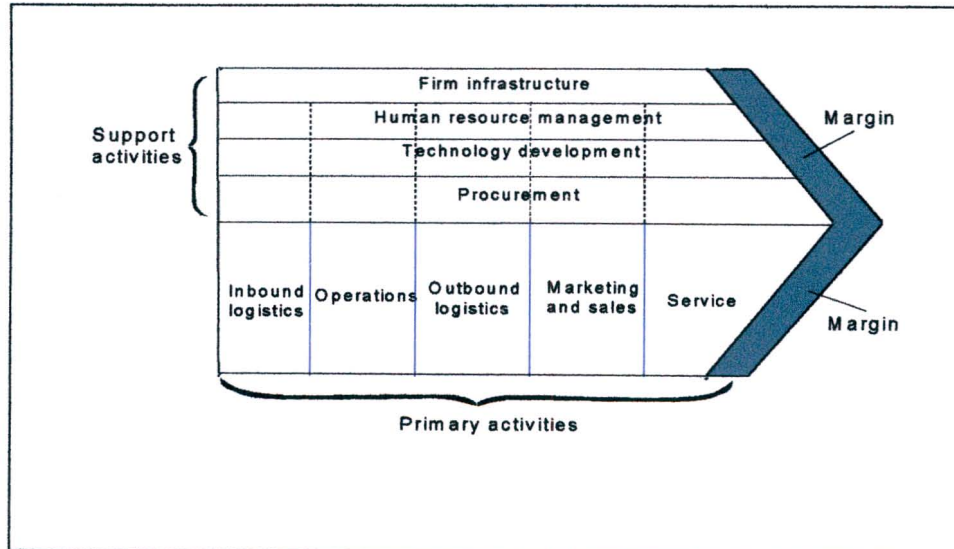 Firm infrastructure
Human resource management
Technology development
Procurement
Support
activities
Margin
Inbound
logistics
Operations
Outbound
logistics
Marketing
and sales
Service
Margin
Primary activities